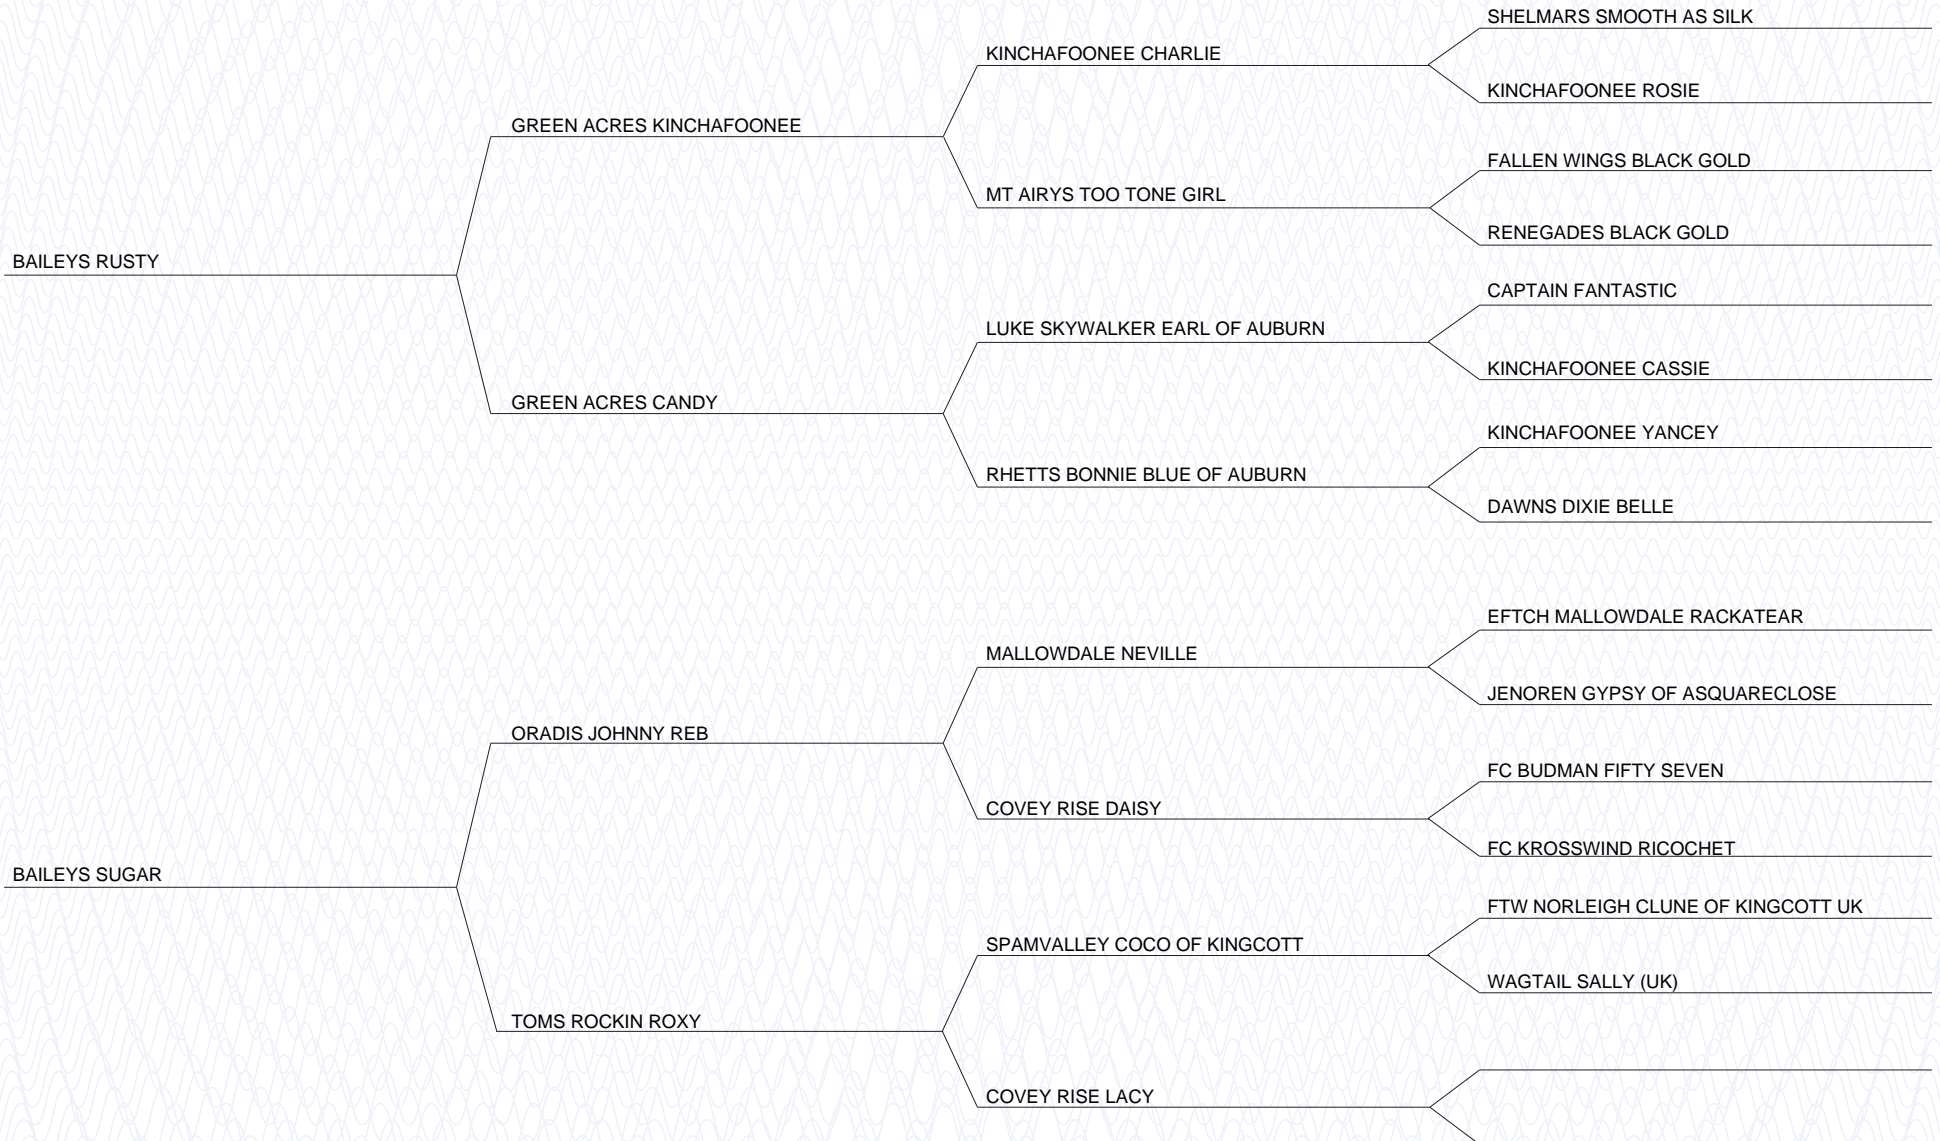 SHELMARS SMOOTH AS SILK
KINCHAFOONEE CHARLIE
KINCHAFOONEE ROSIE
GREEN ACRES KINCHAFOONEE
FALLEN WINGS BLACK GOLD
MT AIRYS TOO TONE GIRL
RENEGADES BLACK GOLD
BAILEYS RUSTY
CAPTAIN FANTASTIC
LUKE SKYWALKER EARL OF AUBURN
KINCHAFOONEE CASSIE
GREEN ACRES CANDY
KINCHAFOONEE YANCEY
RHETTS BONNIE BLUE OF AUBURN
DAWNS DIXIE BELLE
EFTCH MALLOWDALE RACKATEAR
MALLOWDALE NEVILLE
JENOREN GYPSY OF ASQUARECLOSE
ORADIS JOHNNY REB
FC BUDMAN FIFTY SEVEN
COVEY RISE DAISY
FC KROSSWIND RICOCHET
BAILEYS SUGAR
FTW NORLEIGH CLUNE OF KINGCOTT UK
SPAMVALLEY COCO OF KINGCOTT
WAGTAIL SALLY (UK)
TOMS ROCKIN ROXY
COVEY RISE LACY